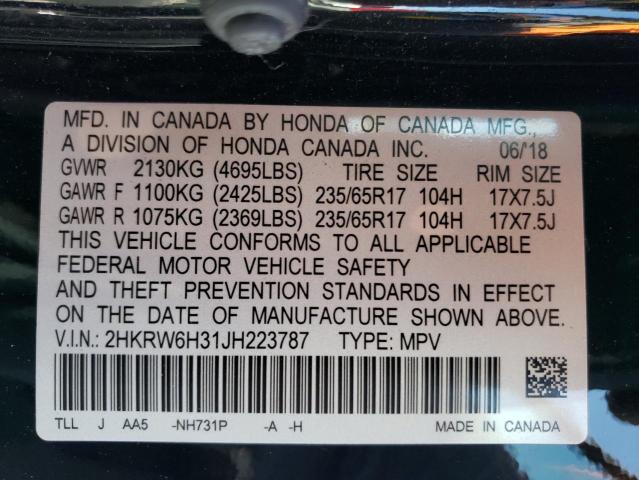 MFD. IN CANADA BY HONDA OF CANADA MFG.,
A DIVISION OF HONDA CANADA INC. 06/'18
GVWR 2130KG (4695LBS) TIRE SIZE RIM SIZE
GAWR F 1100KG (2425LBS) 235/65R17 104H 17X7.5J
GAWR R 1075KG (2369LBS) 235/65R17 104H 17X7.5J
THIS VEHICLE CONFORMS TO ALL APPLICABLE
FEDERAL MOTOR VEHICLE SAFETY
AND THEFT PREVENTION STANDARDS IN EFFECT ON
THE DATE OF MANUFACTURE SHOWN ABOVE.
V.I.N.: 2HKRW6H31JH223787 TYPE: MPV
TLL J AA5 -NH731P -A -H MADE IN CANADA